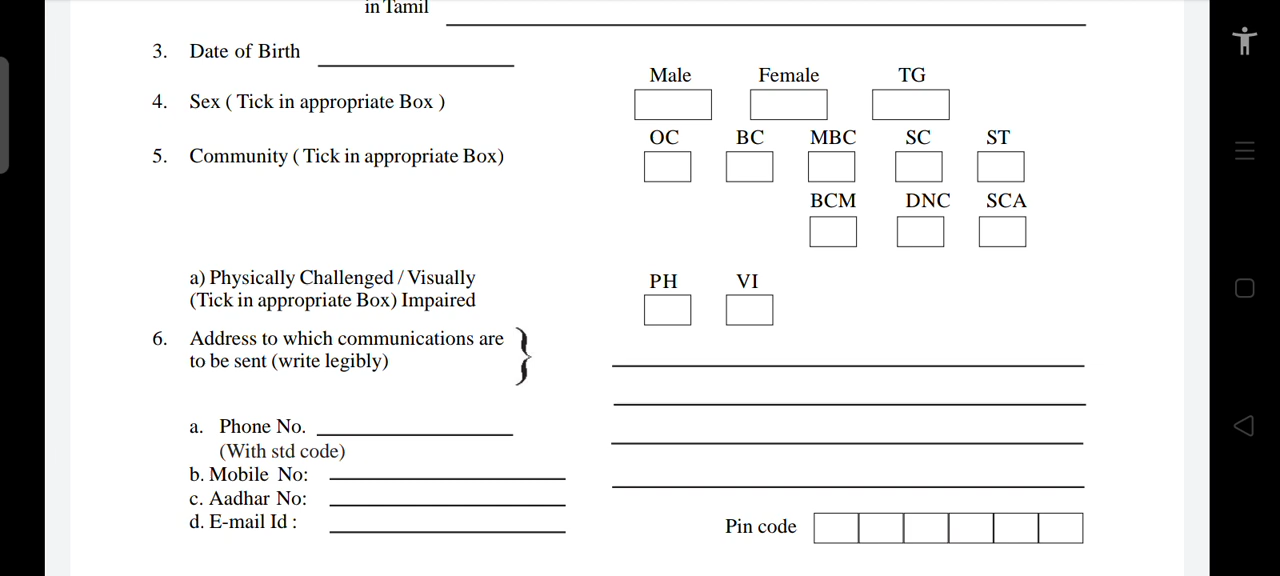 in Tamil
3. Date of Birth
Male Female TG
4. Sex ( Tick in appropriate Box )
OC BC MBC SC ST
5. Community ( Tick in appropriate Box)
BCM DNC SCA
a) Physically Challenged / Visually
(Tick in appropriate Box) Impaired
PH VI
6. Address to which communications are
to be sent (write legibly)
a. Phone No.
(With std code)
b. Mobile No:
c. Aadhar No:
d. E-mail Id :
Pin code